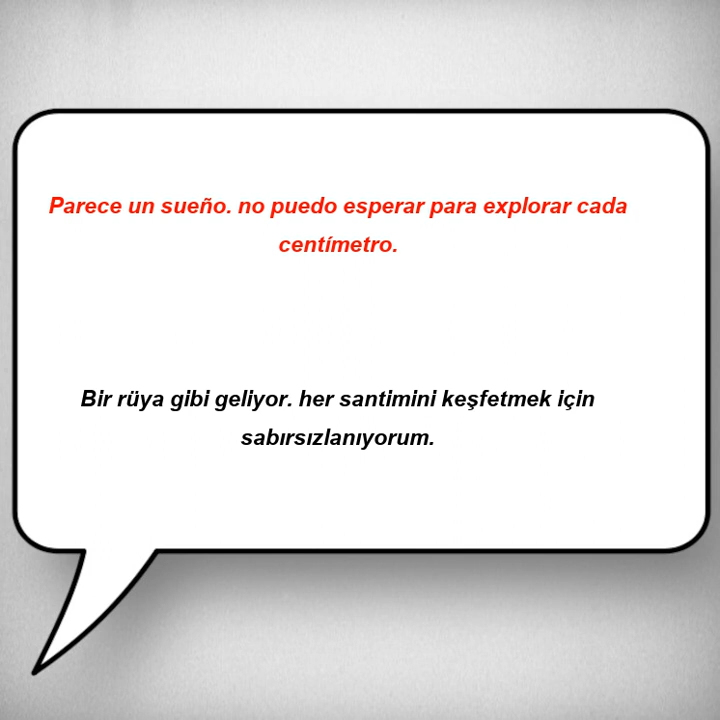 Parece un sueño. no puedo esperar para explorar cada
centímetro.
Bir rüya gibi geliyor. her santimini keşfetmek için
sabırsızlanıyorum.